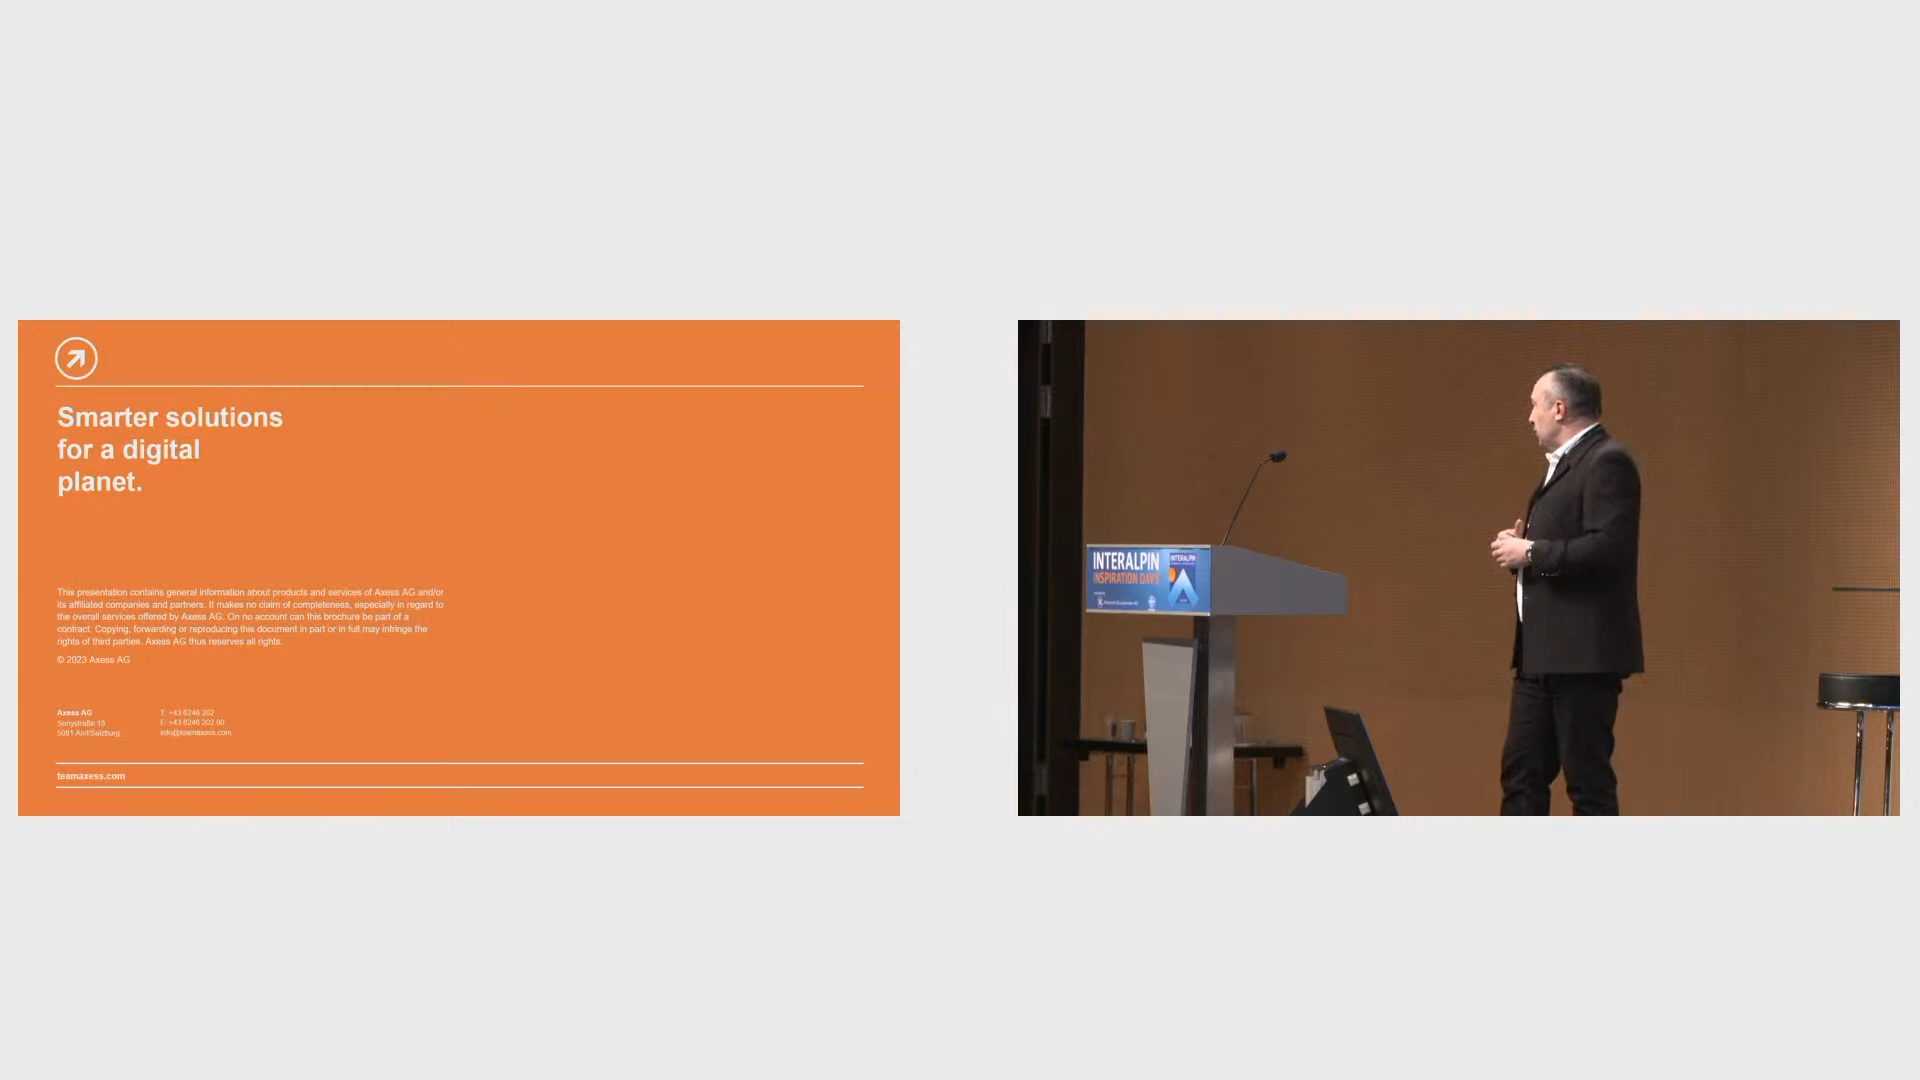 Smarter solutions
for a digital
planet.
This presentation contains general information about products and services of Axess AG and/or
its affiliated companies and partners. It makes no claim of completeness, especially in regard to
the overall services offered by Axess AG. On no account can this brochure be part of a
contract. Copying, forwarding or reproducing this document in part or in full may infringe the
rights of third parties. Axess AG thus reserves all rights.
© 2023 Axess AG
Axess AG
Sonystraße 18
5081 Anif/Salzburg
T: +43 6246 202
F: +43 6246 202 90
info@teamaxess.com
teamaxess.com
INTERALPIN
INSPIRATION DAYS
INTERALPIN